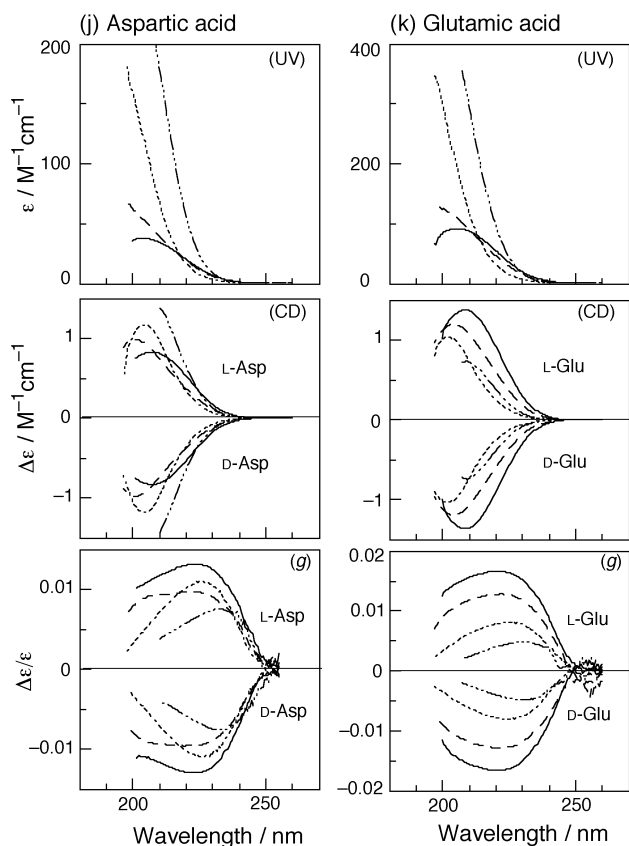 (j) Aspartic acid
(k) Glutamic acid
200
(UV)
100
0
ε / M⁻¹cm⁻¹
400
(UV)
200
0
(CD)
1
L-Asp
0
D-Asp
−1
Δε / M⁻¹cm⁻¹
(CD)
1
L-Glu
0
D-Glu
−1
(g)
0.01
L-Asp
0
D-Asp
−0.01
Δε/ε
0.02
(g)
0.01
L-Glu
0
−0.01
D-Glu
−0.02
200
250
200
250
Wavelength / nm
Wavelength / nm